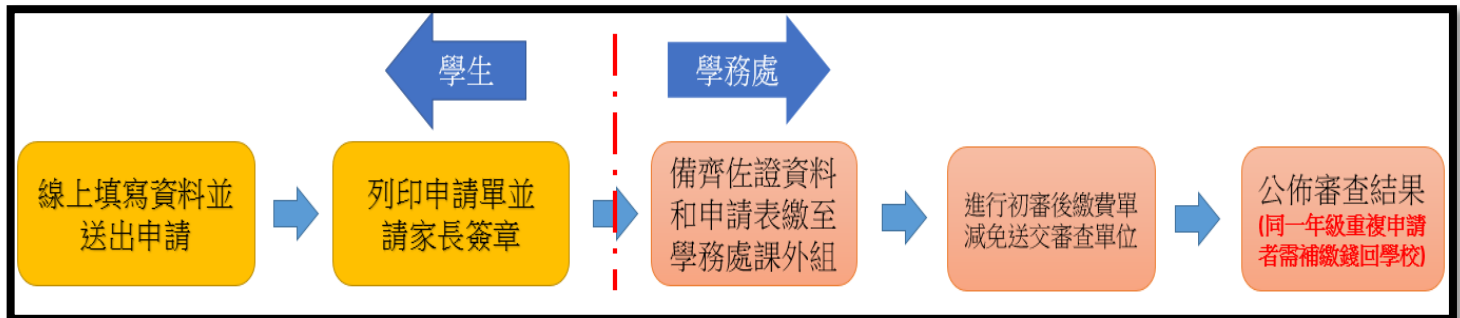 學生
學務處
線上填寫資料並
送出申請
列印申請單並
請家長簽章
備齊佐證資料
和申請表繳至
學務處課外組
進行初審後繳費單
減免送交審查單位
公佈審查結果
(同一年級重複申請
者需補繳錢回學校)